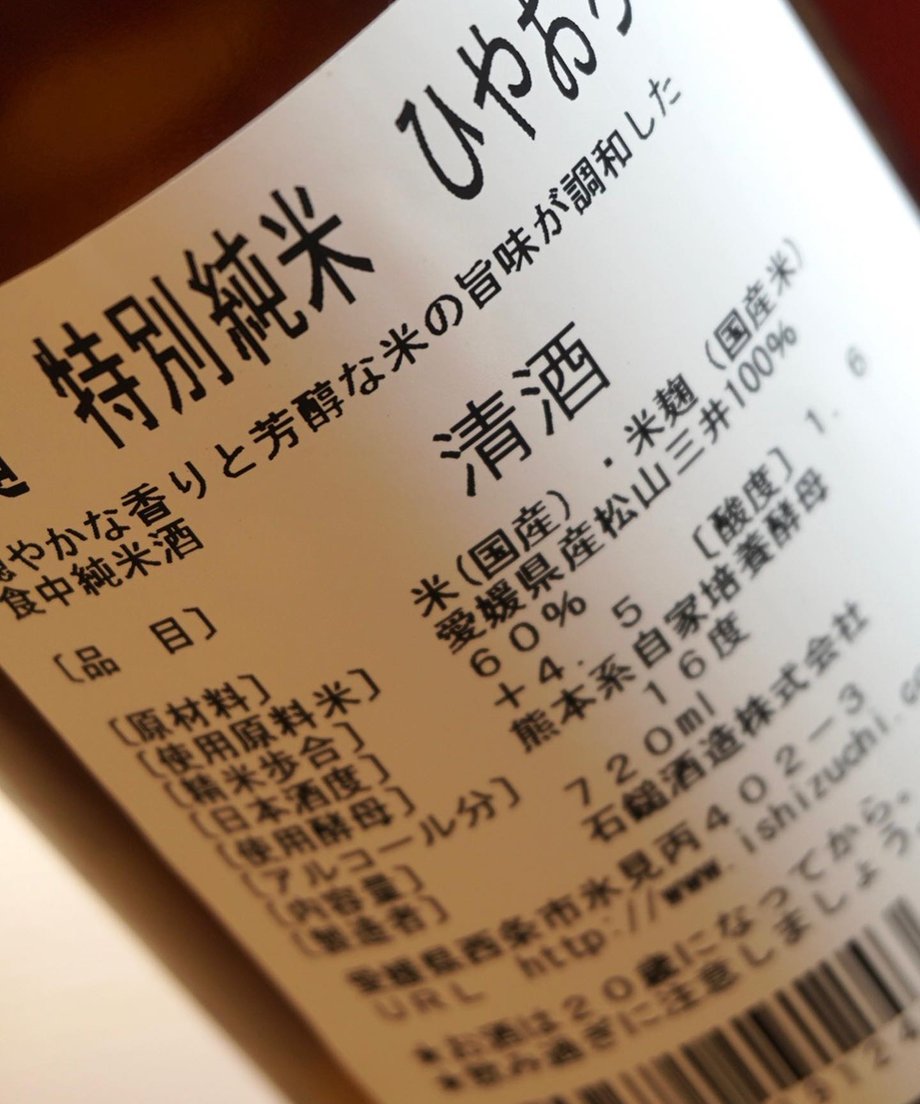 特別純米 ひやお
やかな香りと芳醇な米の旨味が調和した
食中純米酒
[品 目] 清酒
[原材料] 米(国産)・米麹(国産米)
[使用原料米] 愛媛県産松山三井100%
[精米歩合] 60%
[日本酒度] +4.5 [酸度] 1.6
[使用酵母] 熊本系自家培養酵母
[アルコール分] 16度
[内容量] 720ml
[製造者] 石鎚酒造株式会社
愛媛県西条市氷見丙402-3
URL http://www.ishizuchi.co
*お酒は20歳になってから。
*飲み過ぎに注意しましょう